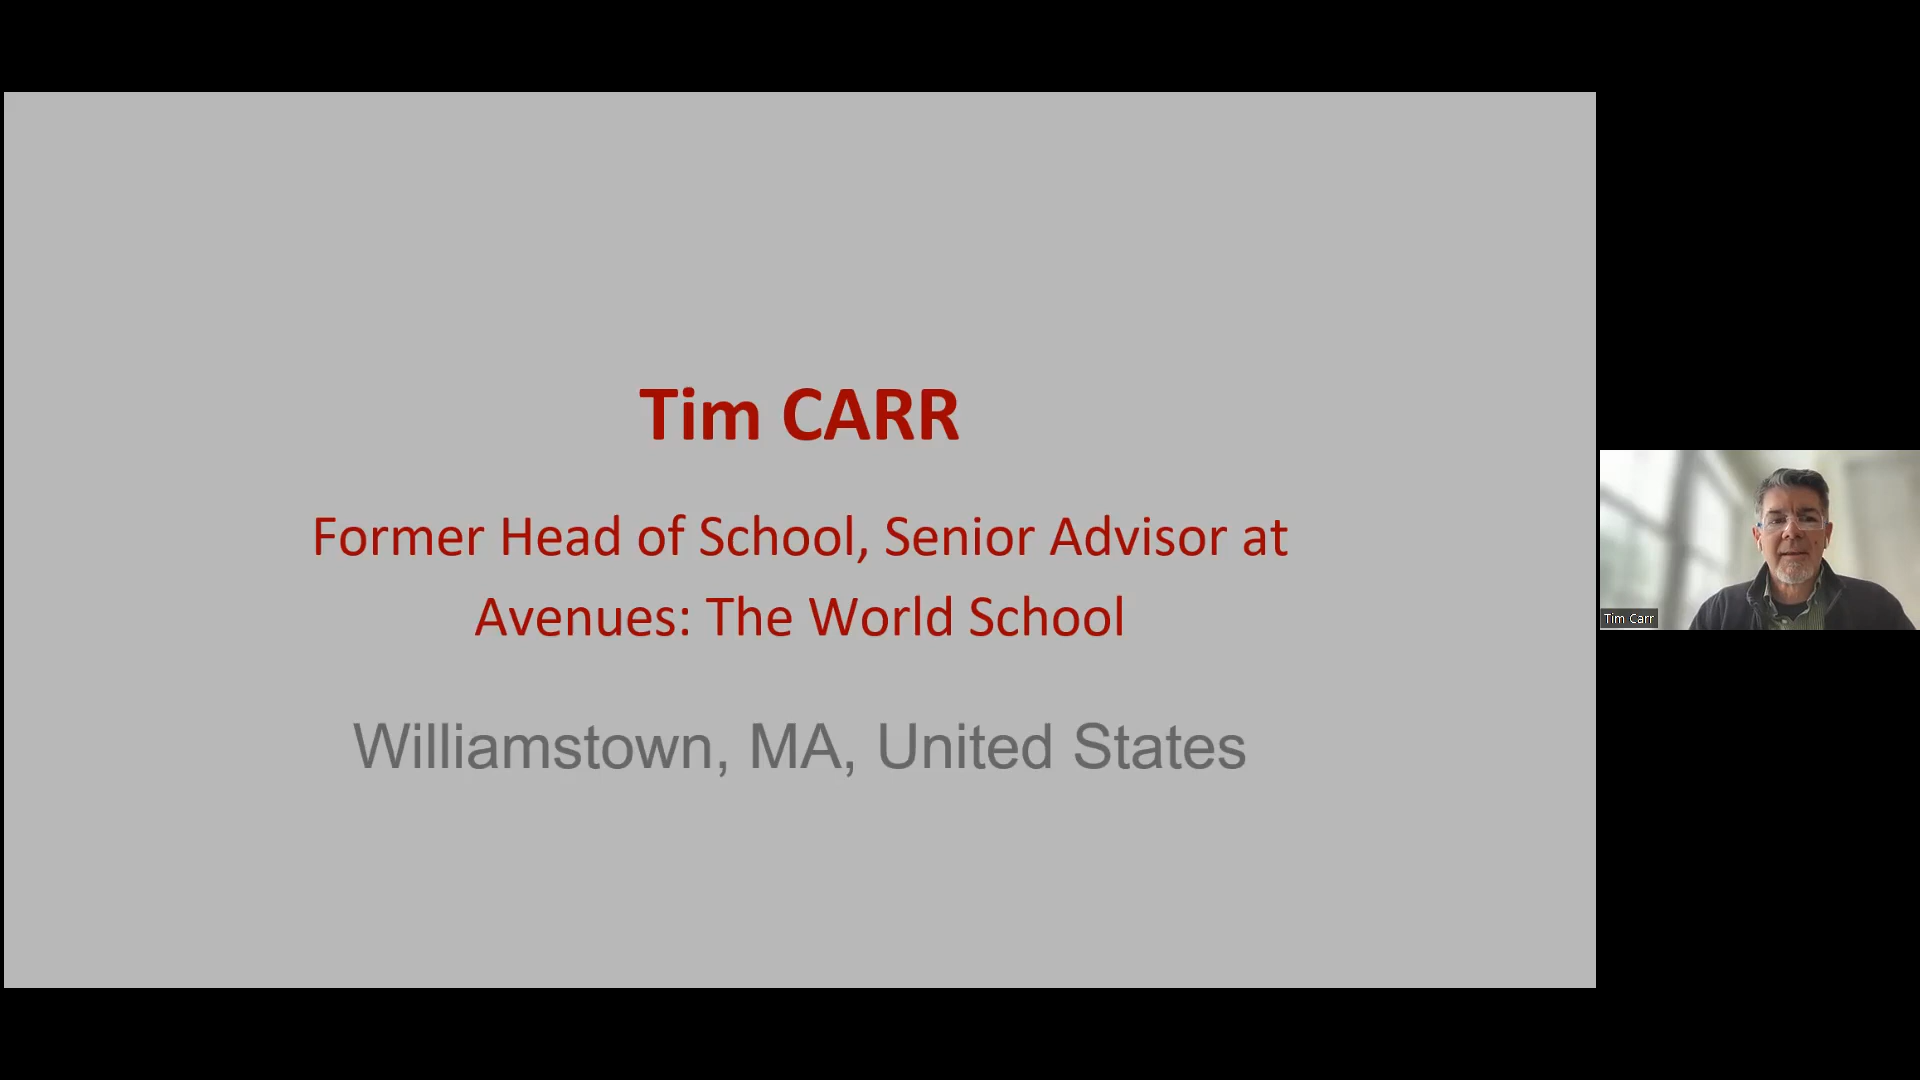 Tim CARR
Former Head of School, Senior Advisor at
Avenues: The World School
Williamstown, MA, United States
Tim Carr